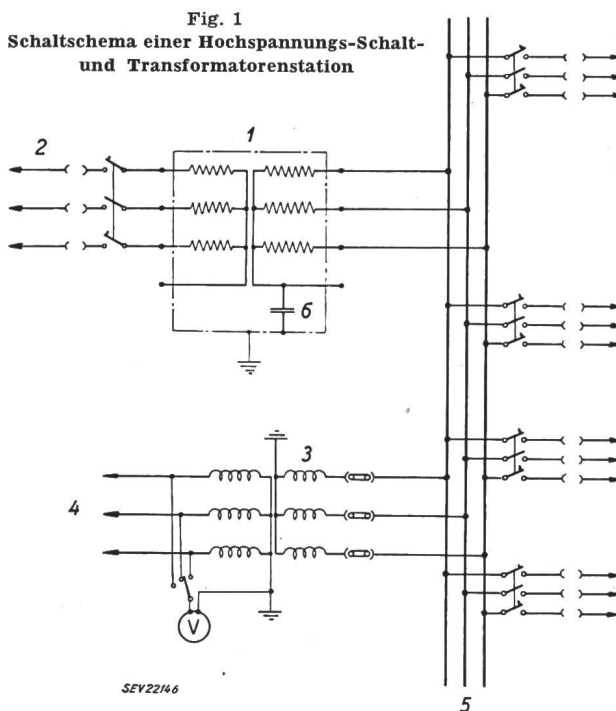 Fig. 1
Schaltschema einer Hochspannungs-Schalt-
und Transformatorenstation
1
2
6
3
4
V
SEV22146
5